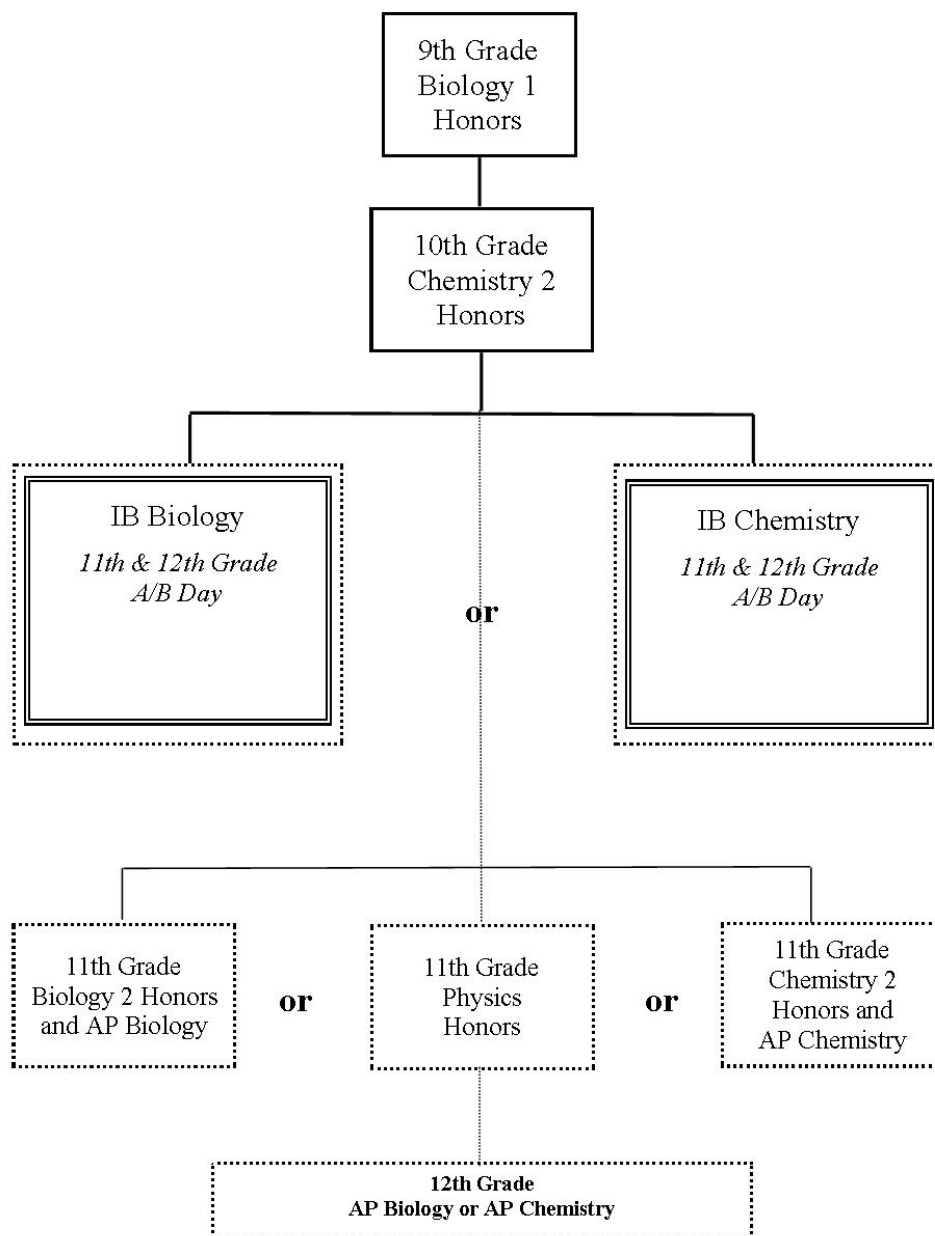 9th Grade
Biology 1
Honors
10th Grade
Chemistry 2
Honors
IB Biology
11th & 12th Grade
A/B Day
or
IB Chemistry
11th & 12th Grade
A/B Day
11th Grade
Biology 2 Honors
and AP Biology
or
11th Grade
Physics
Honors
or
11th Grade
Chemistry 2
Honors and
AP Chemistry
12th Grade
AP Biology or AP Chemistry